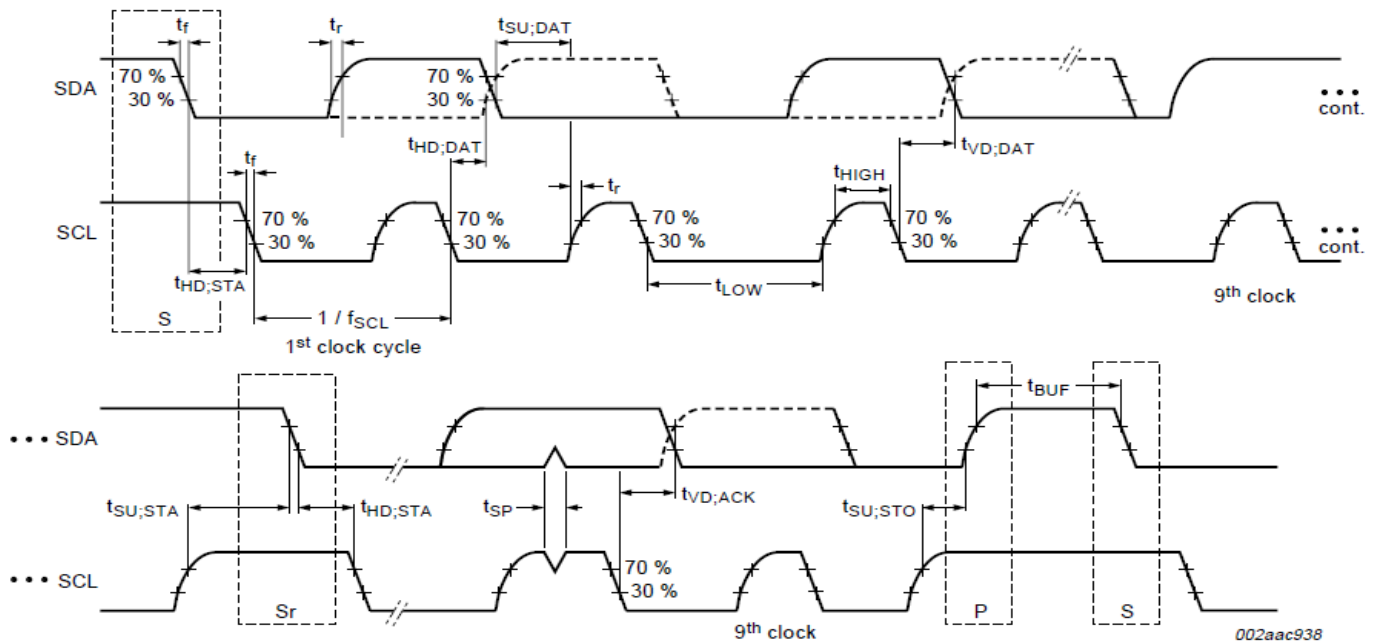 t_f t_r t_SU;DAT
70 % 70 %
SDA
30 % 30 %
cont.
t_HD;DAT t_VD;DAT
t_f t_r t_HIGH
70 % 70 % 70 % 70 %
SCL
30 % 30 % 30 % 30 %
cont.
t_HD;STA t_LOW
9th clock
S 1 / f_SCL
1st clock cycle
t_BUF
••• SDA
t_SU;STA t_HD;STA t_SP t_VD;ACK t_SU;STO
70 %
••• SCL
30 %
Sr P S
9th clock
002aac938